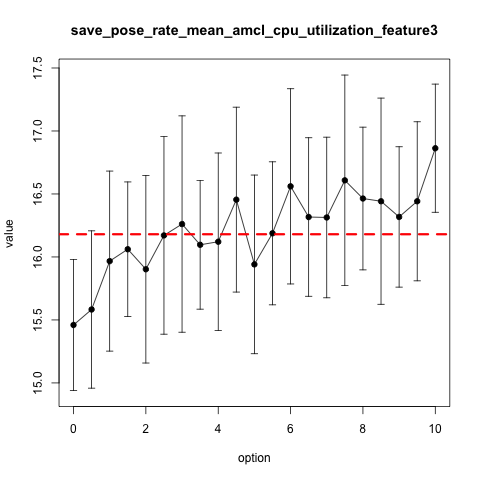 save_pose_rate_mean_amcl_cpu_utilization_feature3
value
17.5
17.0
16.5
16.0
15.5
15.0
0 2 4 6 8 10
option